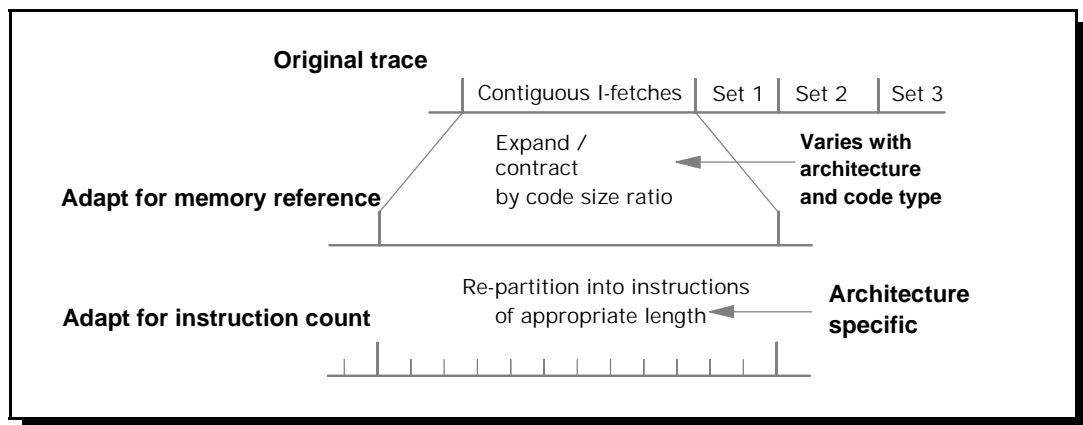 Original trace
Contiguous I-fetches Set 1 Set 2 Set 3
Expand /
contract
by code size ratio
Varies with
architecture
and code type
Adapt for memory reference
Re-partition into instructions
of appropriate length
Architecture
specific
Adapt for instruction count